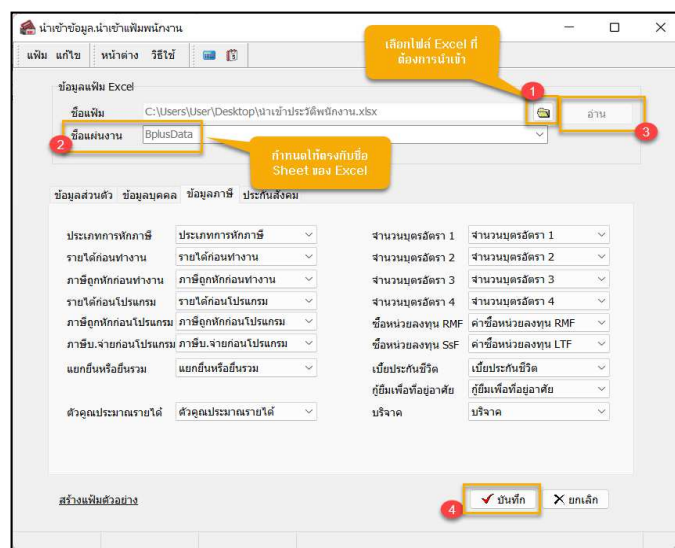 นำเข้าข้อมูล.นำเข้าแฟ้มพนักงาน
แฟ้ม แก้ไข หน้าต่าง วิธีใช้
เลือกไฟล์ Excel ที่
ต้องการนำเข้า
ข้อมูลแฟ้ม Excel
1
ชื่อแฟ้ม C:\Users\User\Desktop\นำเข้าประวัติพนักงาน.xlsx อ่าน
2 ชื่อแผ่นงาน BplusData 3
กำหนดให้ตรงกับชื่อ
Sheet ของ Excel
ข้อมูลส่วนตัว ข้อมูลบุคคล ข้อมูลภาษี ประกันสังคม
ประเภทการหักภาษี ประเภทการหักภาษี จำนวนบุตรอัตรา 1 จำนวนบุตรอัตรา 1
รายได้ก่อนทำงาน รายได้ก่อนทำงาน จำนวนบุตรอัตรา 2 จำนวนบุตรอัตรา 2
ภาษีถูกหักก่อนทำงาน ภาษีถูกหักก่อนทำงาน จำนวนบุตรอัตรา 3 จำนวนบุตรอัตรา 3
รายได้ก่อนโปรแกรม รายได้ก่อนโปรแกรม จำนวนบุตรอัตรา 4 จำนวนบุตรอัตรา 4
ภาษีถูกหักก่อนโปรแกรม ภาษีถูกหักก่อนโปรแกรม ซื้อหน่วยลงทุน RMF ค่าซื้อหน่วยลงทุน RMF
ภาษีบ.จ่ายก่อนโปรแกรม ภาษีบ.จ่ายก่อนโปรแกรม ซื้อหน่วยลงทุน SsF ค่าซื้อหน่วยลงทุน LTF
แยกยื่นหรือยื่นรวม แยกยื่นหรือยื่นรวม เบี้ยประกันชีวิต เบี้ยประกันชีวิต
กู้ยืมเพื่อที่อยู่อาศัย กู้ยืมเพื่อที่อยู่อาศัย
ตัวคูณประมาณรายได้ ตัวคูณประมาณรายได้ บริจาค บริจาค
สร้างแฟ้มตัวอย่าง 4 บันทึก ยกเลิก